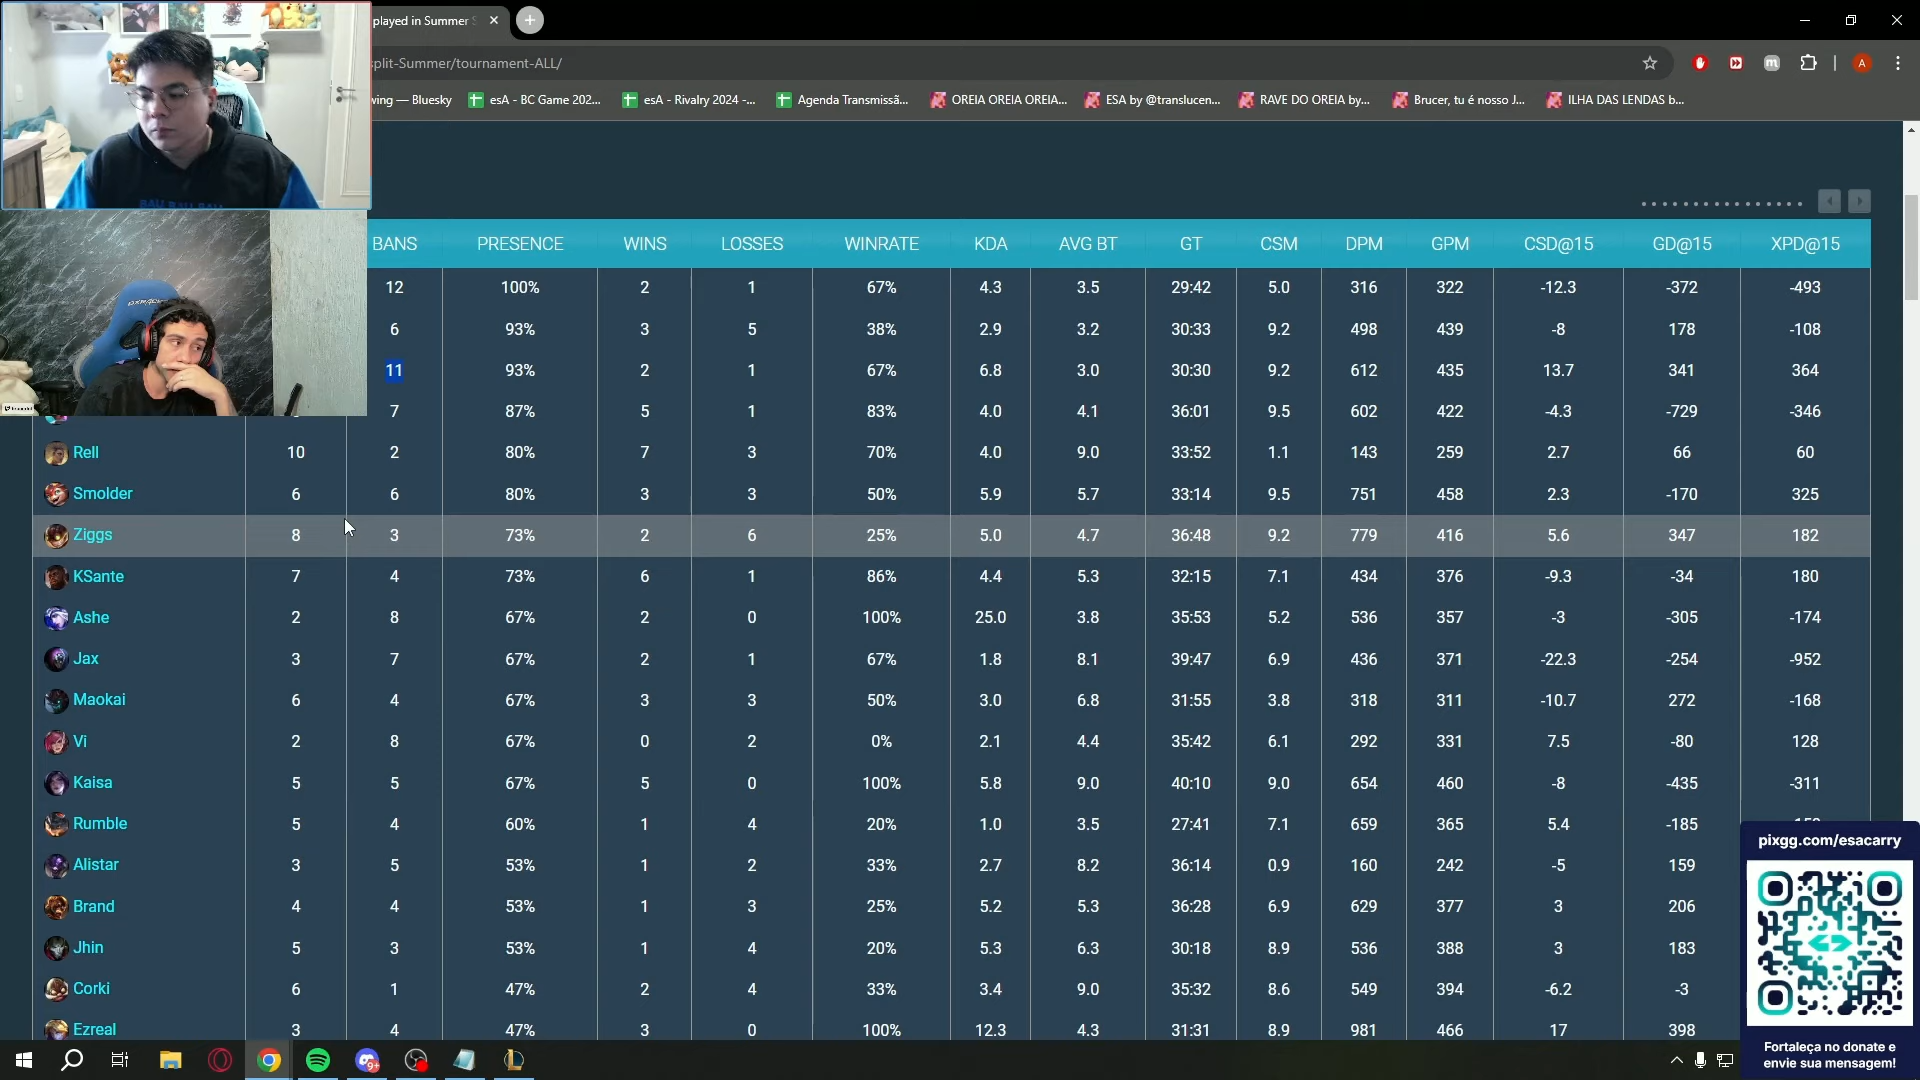 played in Summer S
split-Summer/tournament-ALL/
wing — Bluesky esA - BC Game 202... esA - Rivalry 2024 -... Agenda Transmissã... OREIA OREIA OREIA... ESA by @translucen... RAVE DO OREIA by... Brucer, tu é nosso J... ILHA DAS LENDAS b...
BANS PRESENCE WINS LOSSES WINRATE KDA AVG BT GT CSM DPM GPM CSD@15 GD@15 XPD@15
12 100% 2 1 67% 4.3 3.5 29:42 5.0 316 322 -12.3 -372 -493
6 93% 3 5 38% 2.9 3.2 30:33 9.2 498 439 -8 178 -108
11 93% 2 1 67% 6.8 3.0 30:30 9.2 612 435 13.7 341 364
7 87% 5 1 83% 4.0 4.1 36:01 9.5 602 422 -4.3 -729 -346
Rell 10 2 80% 7 3 70% 4.0 9.0 33:52 1.1 143 259 2.7 66 60
Smolder 6 6 80% 3 3 50% 5.9 5.7 33:14 9.5 751 458 2.3 -170 325
Ziggs 8 3 73% 2 6 25% 5.0 4.7 36:48 9.2 779 416 5.6 347 182
KSante 7 4 73% 6 1 86% 4.4 5.3 32:15 7.1 434 376 -9.3 -34 180
Ashe 2 8 67% 2 0 100% 25.0 3.8 35:53 5.2 536 357 -3 -305 -174
Jax 3 7 67% 2 1 67% 1.8 8.1 39:47 6.9 436 371 -22.3 -254 -952
Maokai 6 4 67% 3 3 50% 3.0 6.8 31:55 3.8 318 311 -10.7 272 -168
Vi 2 8 67% 0 2 0% 2.1 4.4 35:42 6.1 292 331 7.5 -80 128
Kaisa 5 5 67% 5 0 100% 5.8 9.0 40:10 9.0 654 460 -8 -435 -311
Rumble 5 4 60% 1 4 20% 1.0 3.5 27:41 7.1 659 365 5.4 -185
Alistar 3 5 53% 1 2 33% 2.7 8.2 36:14 0.9 160 242 -5 159
Brand 4 4 53% 1 3 25% 5.2 5.3 36:28 6.9 629 377 3 206
Jhin 5 3 53% 1 4 20% 5.3 6.3 30:18 8.9 536 388 3 183
Corki 6 1 47% 2 4 33% 3.4 9.0 35:32 8.6 549 394 -6.2 -3
Ezreal 3 4 47% 3 0 100% 12.3 4.3 31:31 8.9 981 466 17 398
pixgg.com/esacarry
Fortaleça no donate e
envie sua mensagem!